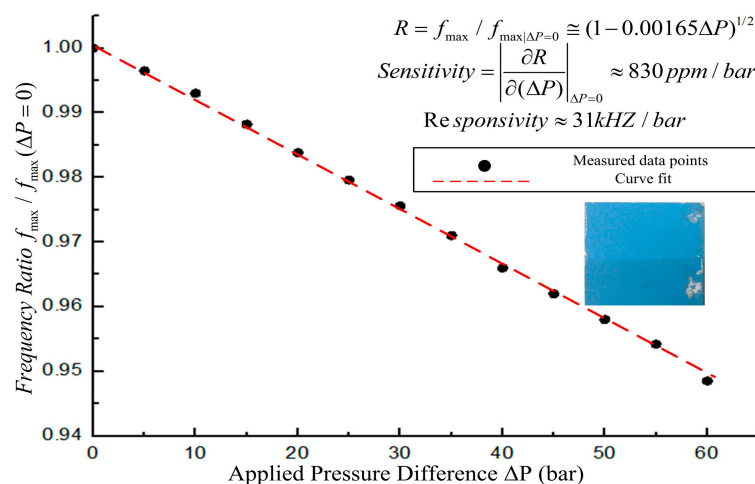 R = f_max / f_max|ΔP=0 ≅ (1−0.00165ΔP)^1/2
Sensitivity = |∂R / ∂(ΔP)|_ΔP=0 ≈ 830 ppm / bar
Responsivity ≈ 31kHZ / bar
Measured data points
Curve fit
Frequency Ratio f_max / f_max (ΔP = 0)
1.00
0.99
0.98
0.97
0.96
0.95
0.94
0 10 20 30 40 50 60
Applied Pressure Difference ΔP (bar)